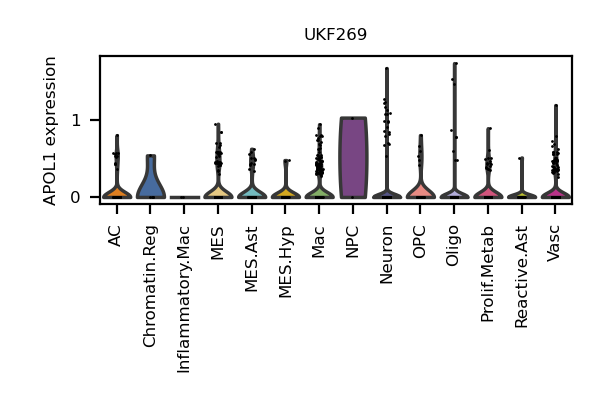 UKF269
APOL1 expression
1
0
AC
Chromatin.Reg
Inflammatory.Mac
MES
MES.Ast
MES.Hyp
Mac
NPC
Neuron
OPC
Oligo
Prolif.Metab
Reactive.Ast
Vasc